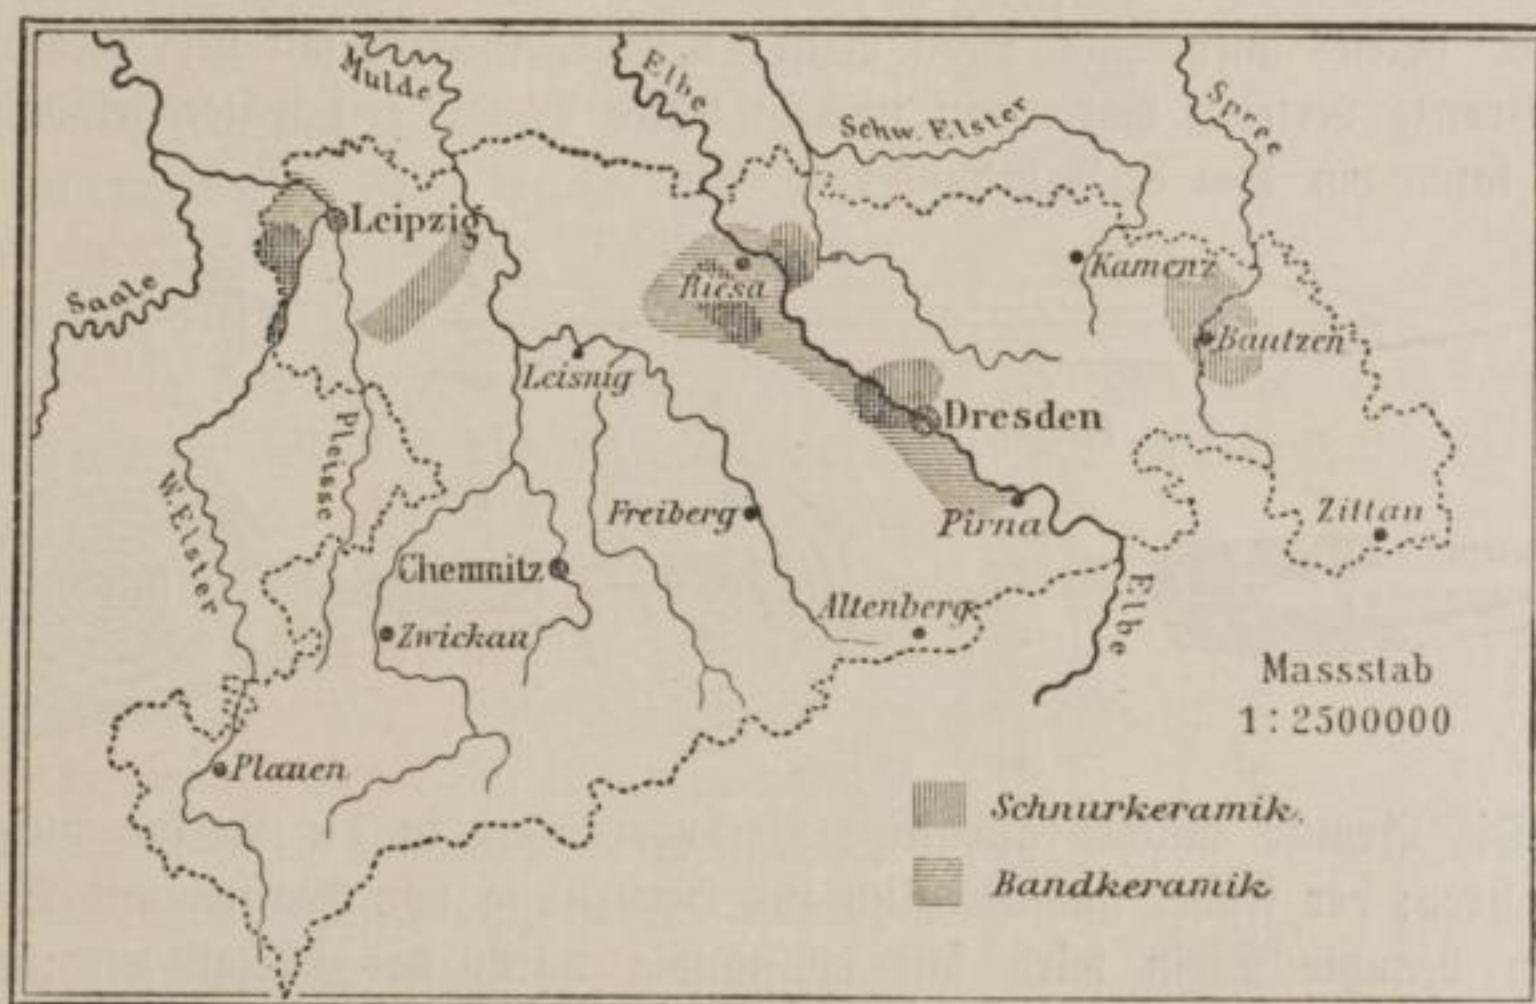 Mulde
Elbe
Schw. Elster
Spree
Leipzig
Saale
Riesa
Kamenz
Bautzen
Leisnig
Dresden
Pleisse
W. Elster
Freiberg
Pirna
Zittau
Chemnitz
Elbe
Altenberg
Zwickau
Massstab
1:2500000
Plauen
Schnurkeramik.
Bandkeramik